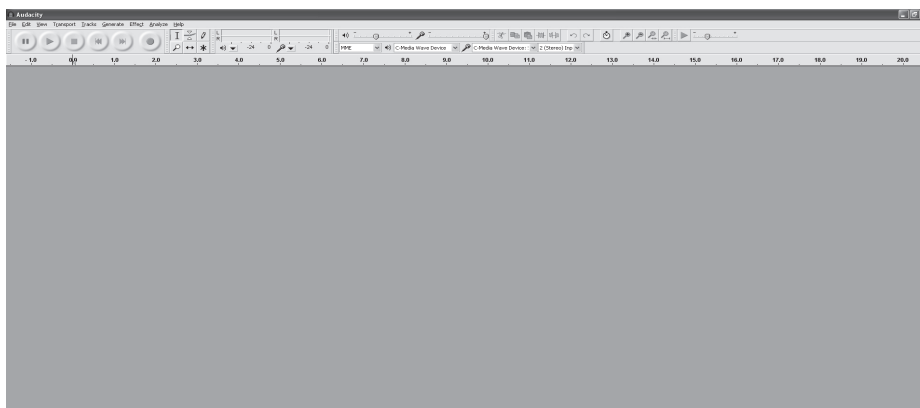 Audacity
File Edit View Transport Tracks Generate Effect Analyze Help
L
R
L
R
-24 0 -24 0
MME C-Media Wave Device C-Media Wave Device: 2 (Stereo) Inp
-1,0 0,0 1,0 2,0 3,0 4,0 5,0 6,0 7,0 8,0 9,0 10,0 11,0 12,0 13,0 14,0 15,0 16,0 17,0 18,0 19,0 20,0